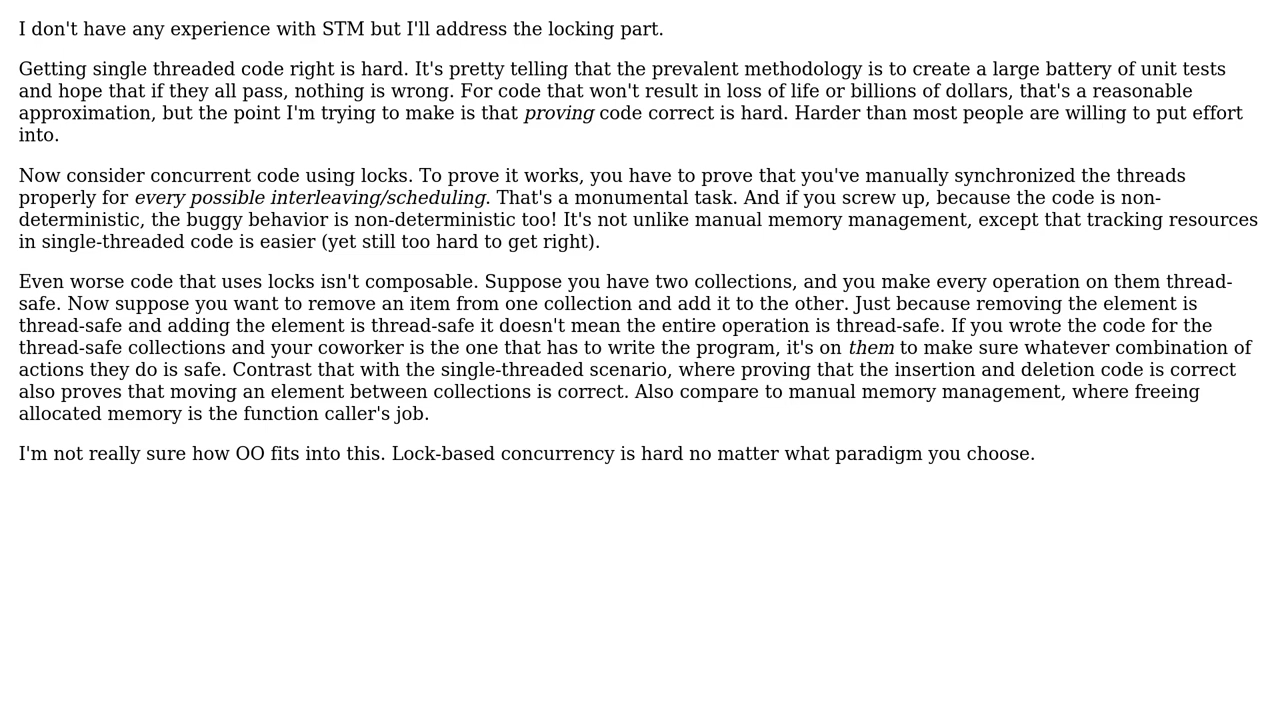 I don't have any experience with STM but I'll address the locking part.
Getting single threaded code right is hard. It's pretty telling that the prevalent methodology is to create a large battery of unit tests
and hope that if they all pass, nothing is wrong. For code that won't result in loss of life or billions of dollars, that's a reasonable
approximation, but the point I'm trying to make is that proving code correct is hard. Harder than most people are willing to put effort
into.
Now consider concurrent code using locks. To prove it works, you have to prove that you've manually synchronized the threads
properly for every possible interleaving/scheduling. That's a monumental task. And if you screw up, because the code is non-
deterministic, the buggy behavior is non-deterministic too! It's not unlike manual memory management, except that tracking resources
in single-threaded code is easier (yet still too hard to get right).
Even worse code that uses locks isn't composable. Suppose you have two collections, and you make every operation on them thread-
safe. Now suppose you want to remove an item from one collection and add it to the other. Just because removing the element is
thread-safe and adding the element is thread-safe it doesn't mean the entire operation is thread-safe. If you wrote the code for the
thread-safe collections and your coworker is the one that has to write the program, it's on them to make sure whatever combination of
actions they do is safe. Contrast that with the single-threaded scenario, where proving that the insertion and deletion code is correct
also proves that moving an element between collections is correct. Also compare to manual memory management, where freeing
allocated memory is the function caller's job.
I'm not really sure how OO fits into this. Lock-based concurrency is hard no matter what paradigm you choose.